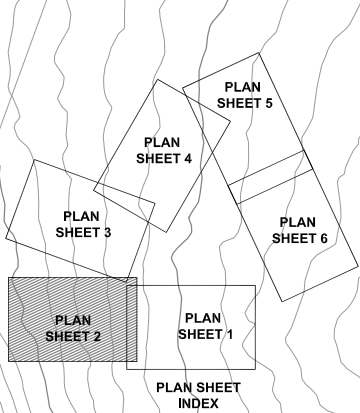 PLAN
SHEET 5
PLAN
SHEET 4
PLAN
SHEET 3
PLAN
SHEET 6
PLAN
SHEET 2
PLAN
SHEET 1
PLAN SHEET
INDEX